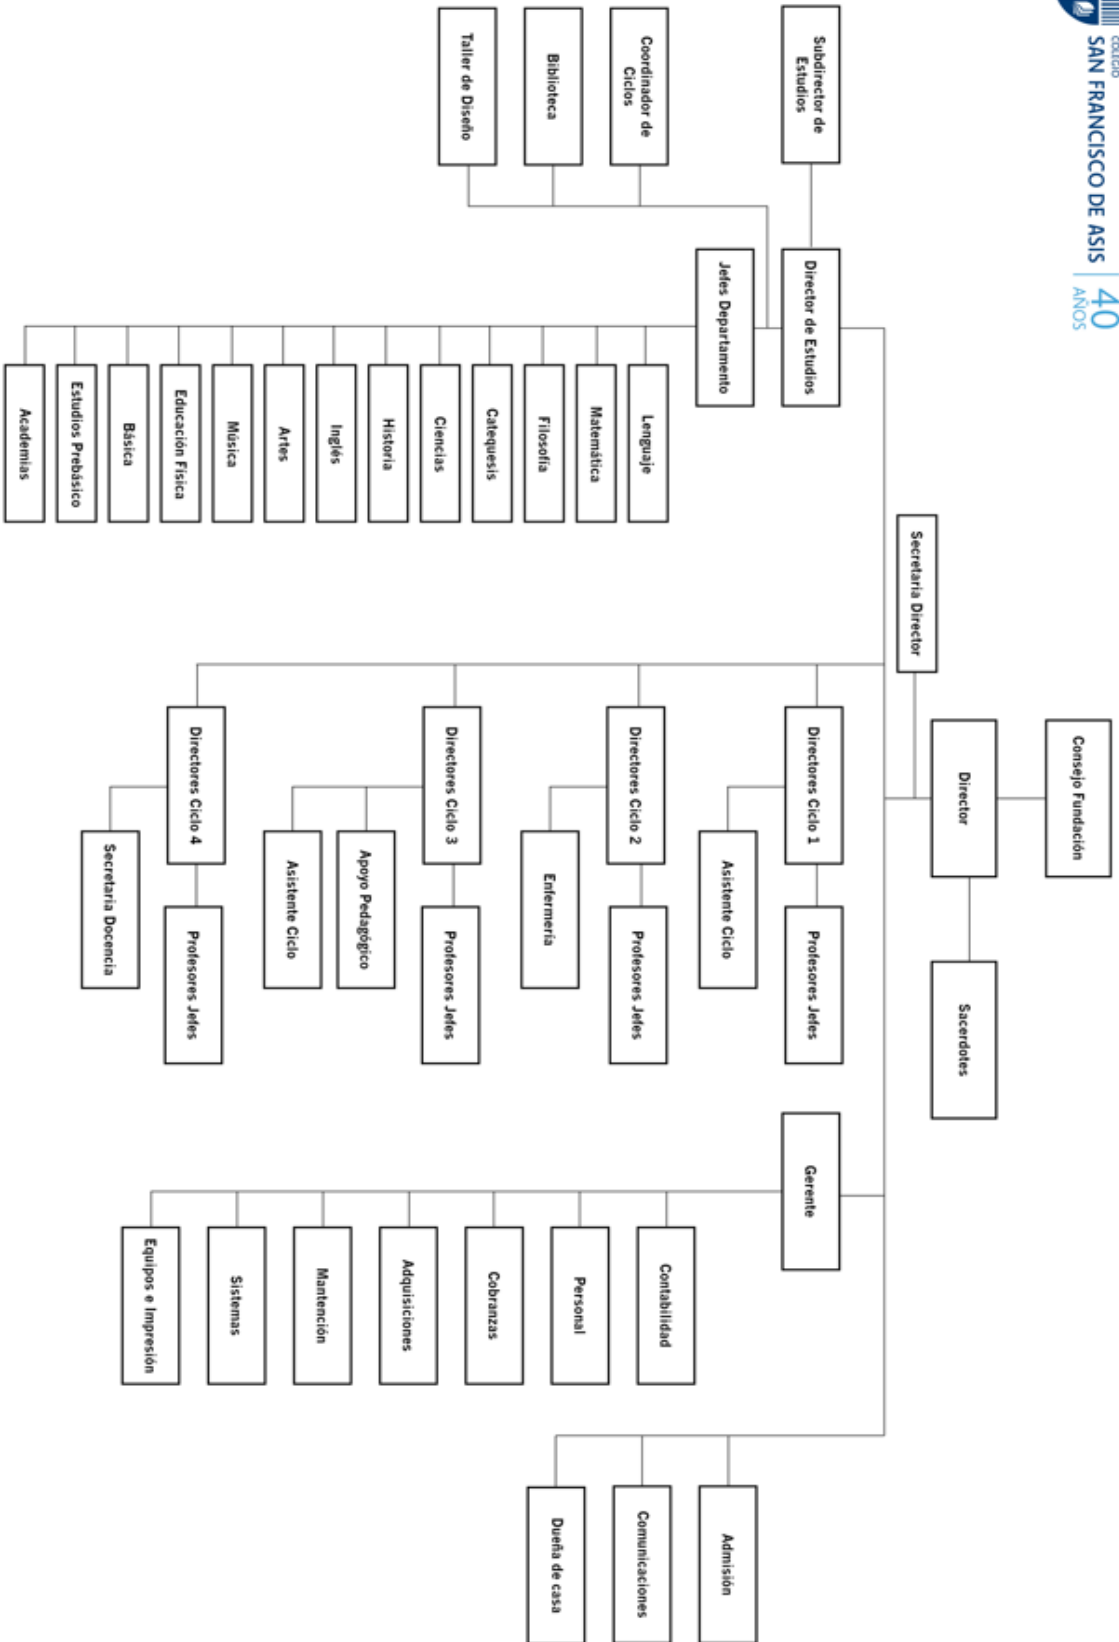 COLEGIO
SAN FRANCISCO DE ASIS
40
AÑOS
Consejo Fundación
Director
Sacerdotes
Secretaria Director
Subdirector de
Estudios
Director de Estudios
Coordinador de
Ciclos
Biblioteca
Taller de Diseño
Jefes Departamento
Lenguaje
Matemática
Filosofía
Catequesis
Ciencias
Historia
Inglés
Artes
Música
Educación Física
Básica
Estudios Prebásico
Academias
Directores Ciclo 1
Profesores Jefes
Asistente Ciclo
Directores Ciclo 2
Profesores Jefes
Enfermería
Directores Ciclo 3
Profesores Jefes
Apoyo Pedagógico
Asistente Ciclo
Directores Ciclo 4
Profesores Jefes
Secretaria Docencia
Gerente
Contabilidad
Personal
Cobranzas
Adquisiciones
Mantención
Sistemas
Equipos e Impresión
Admisión
Comunicaciones
Dueña de casa